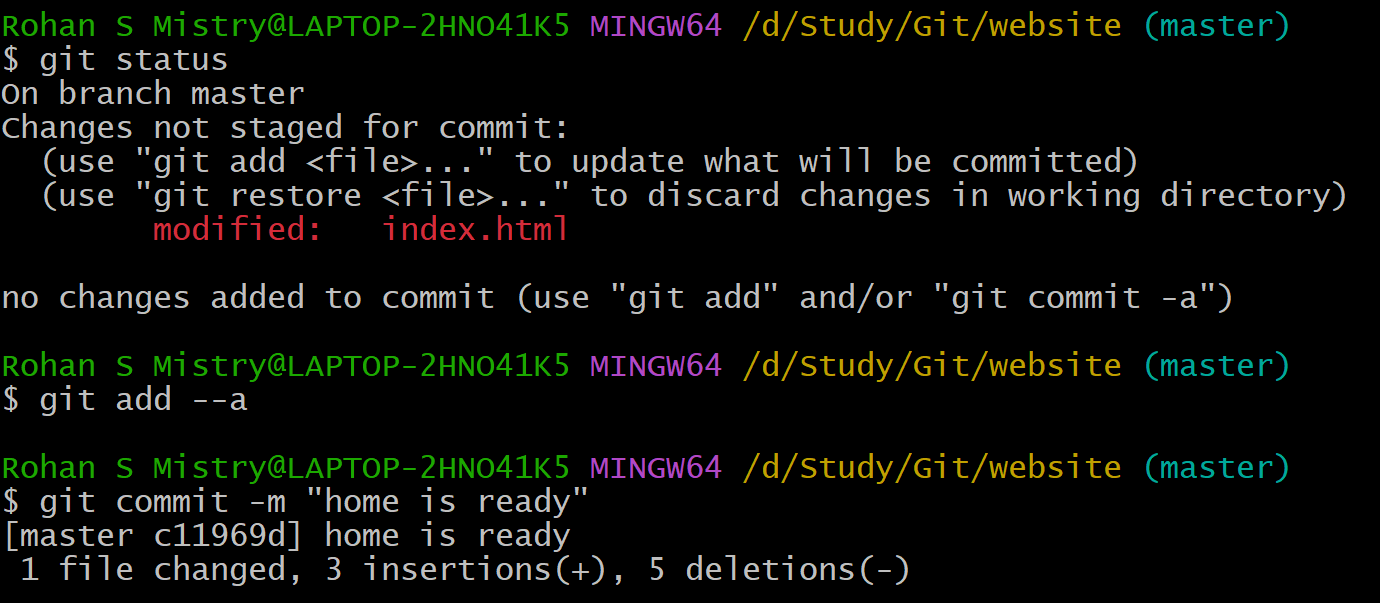 Rohan S Mistry@LAPTOP-2HNO41K5 MINGW64 /d/Study/Git/website (master)
$ git status
On branch master
Changes not staged for commit:
  (use "git add <file>..." to update what will be committed)
  (use "git restore <file>..." to discard changes in working directory)
        modified:   index.html

no changes added to commit (use "git add" and/or "git commit -a")

Rohan S Mistry@LAPTOP-2HNO41K5 MINGW64 /d/Study/Git/website (master)
$ git add --a

Rohan S Mistry@LAPTOP-2HNO41K5 MINGW64 /d/Study/Git/website (master)
$ git commit -m "home is ready"
[master c11969d] home is ready
 1 file changed, 3 insertions(+), 5 deletions(-)